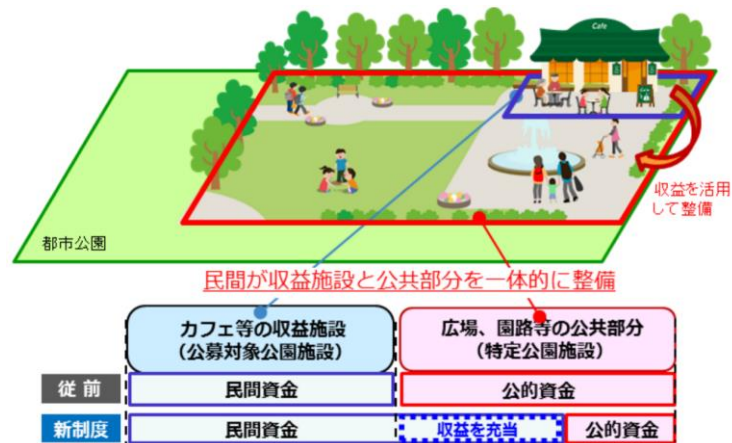 Cafe
収益を活用
して整備
都市公園
民間が収益施設と公共部分を一体的に整備
カフェ等の収益施設
(公募対象公園施設)
広場、園路等の公共部分
(特定公園施設)
従 前
民間資金
公的資金
新制度
民間資金
収益を充当
公的資金